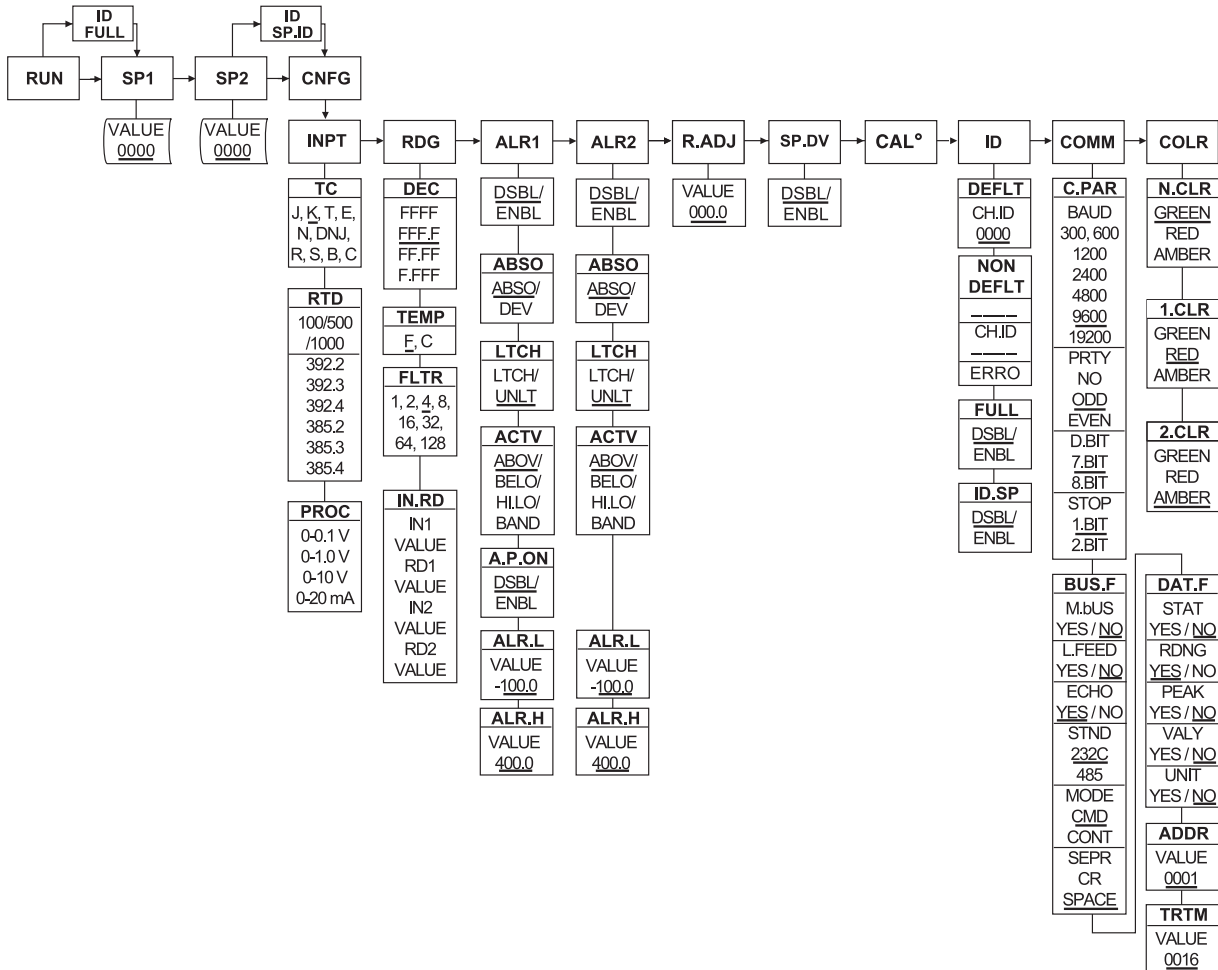 ID
FULL
ID
SP.ID
RUN
SP1
SP2
CNFG
VALUE
0000
VALUE
0000
INPT
RDG
ALR1
ALR2
R.ADJ
SP.DV
CAL°
ID
COMM
COLR
TC
J, K, T, E,
N, DNJ,
R, S, B, C
RTD
100/500
/1000
392.2
392.3
392.4
385.2
385.3
385.4
PROC
0-0.1 V
0-1.0 V
0-10 V
0-20 mA
DEC
FFFF
FFF.F
FF.FF
F.FFF
TEMP
F, C
FLTR
1, 2, 4, 8,
16, 32,
64, 128
IN.RD
IN1
VALUE
RD1
VALUE
IN2
VALUE
RD2
VALUE
DSBL/
ENBL
ABSO
ABSO/
DEV
LTCH
LTCH/
UNLT
ACTV
ABOV/
BELO/
HI.LO/
BAND
A.P.ON
DSBL/
ENBL
ALR.L
VALUE
-100.0
ALR.H
VALUE
400.0
DSBL/
ENBL
ABSO
ABSO/
DEV
LTCH
LTCH/
UNLT
ACTV
ABOV/
BELO/
HI.LO/
BAND
ALR.L
VALUE
-100.0
ALR.H
VALUE
400.0
VALUE
000.0
DSBL/
ENBL
DEFLT
CH.ID
0000
NON
DEFLT
_ _ _ _
CH.ID
_ _ _ _
ERRO
FULL
DSBL/
ENBL
ID.SP
DSBL/
ENBL
C.PAR
BAUD
300, 600
1200
2400
4800
9600
19200
PRTY
NO
ODD
EVEN
D.BIT
7.BIT
8.BIT
STOP
1.BIT
2.BIT
BUS.F
M.bUS
YES / NO
L.FEED
YES / NO
ECHO
YES / NO
STND
232C
485
MODE
CMD
CONT
SEPR
CR
SPACE
N.CLR
GREEN
RED
AMBER
1.CLR
GREEN
RED
AMBER
2.CLR
GREEN
RED
AMBER
DAT.F
STAT
YES / NO
RDNG
YES / NO
PEAK
YES / NO
VALY
YES / NO
UNIT
YES / NO
ADDR
VALUE
0001
TRTM
VALUE
0016